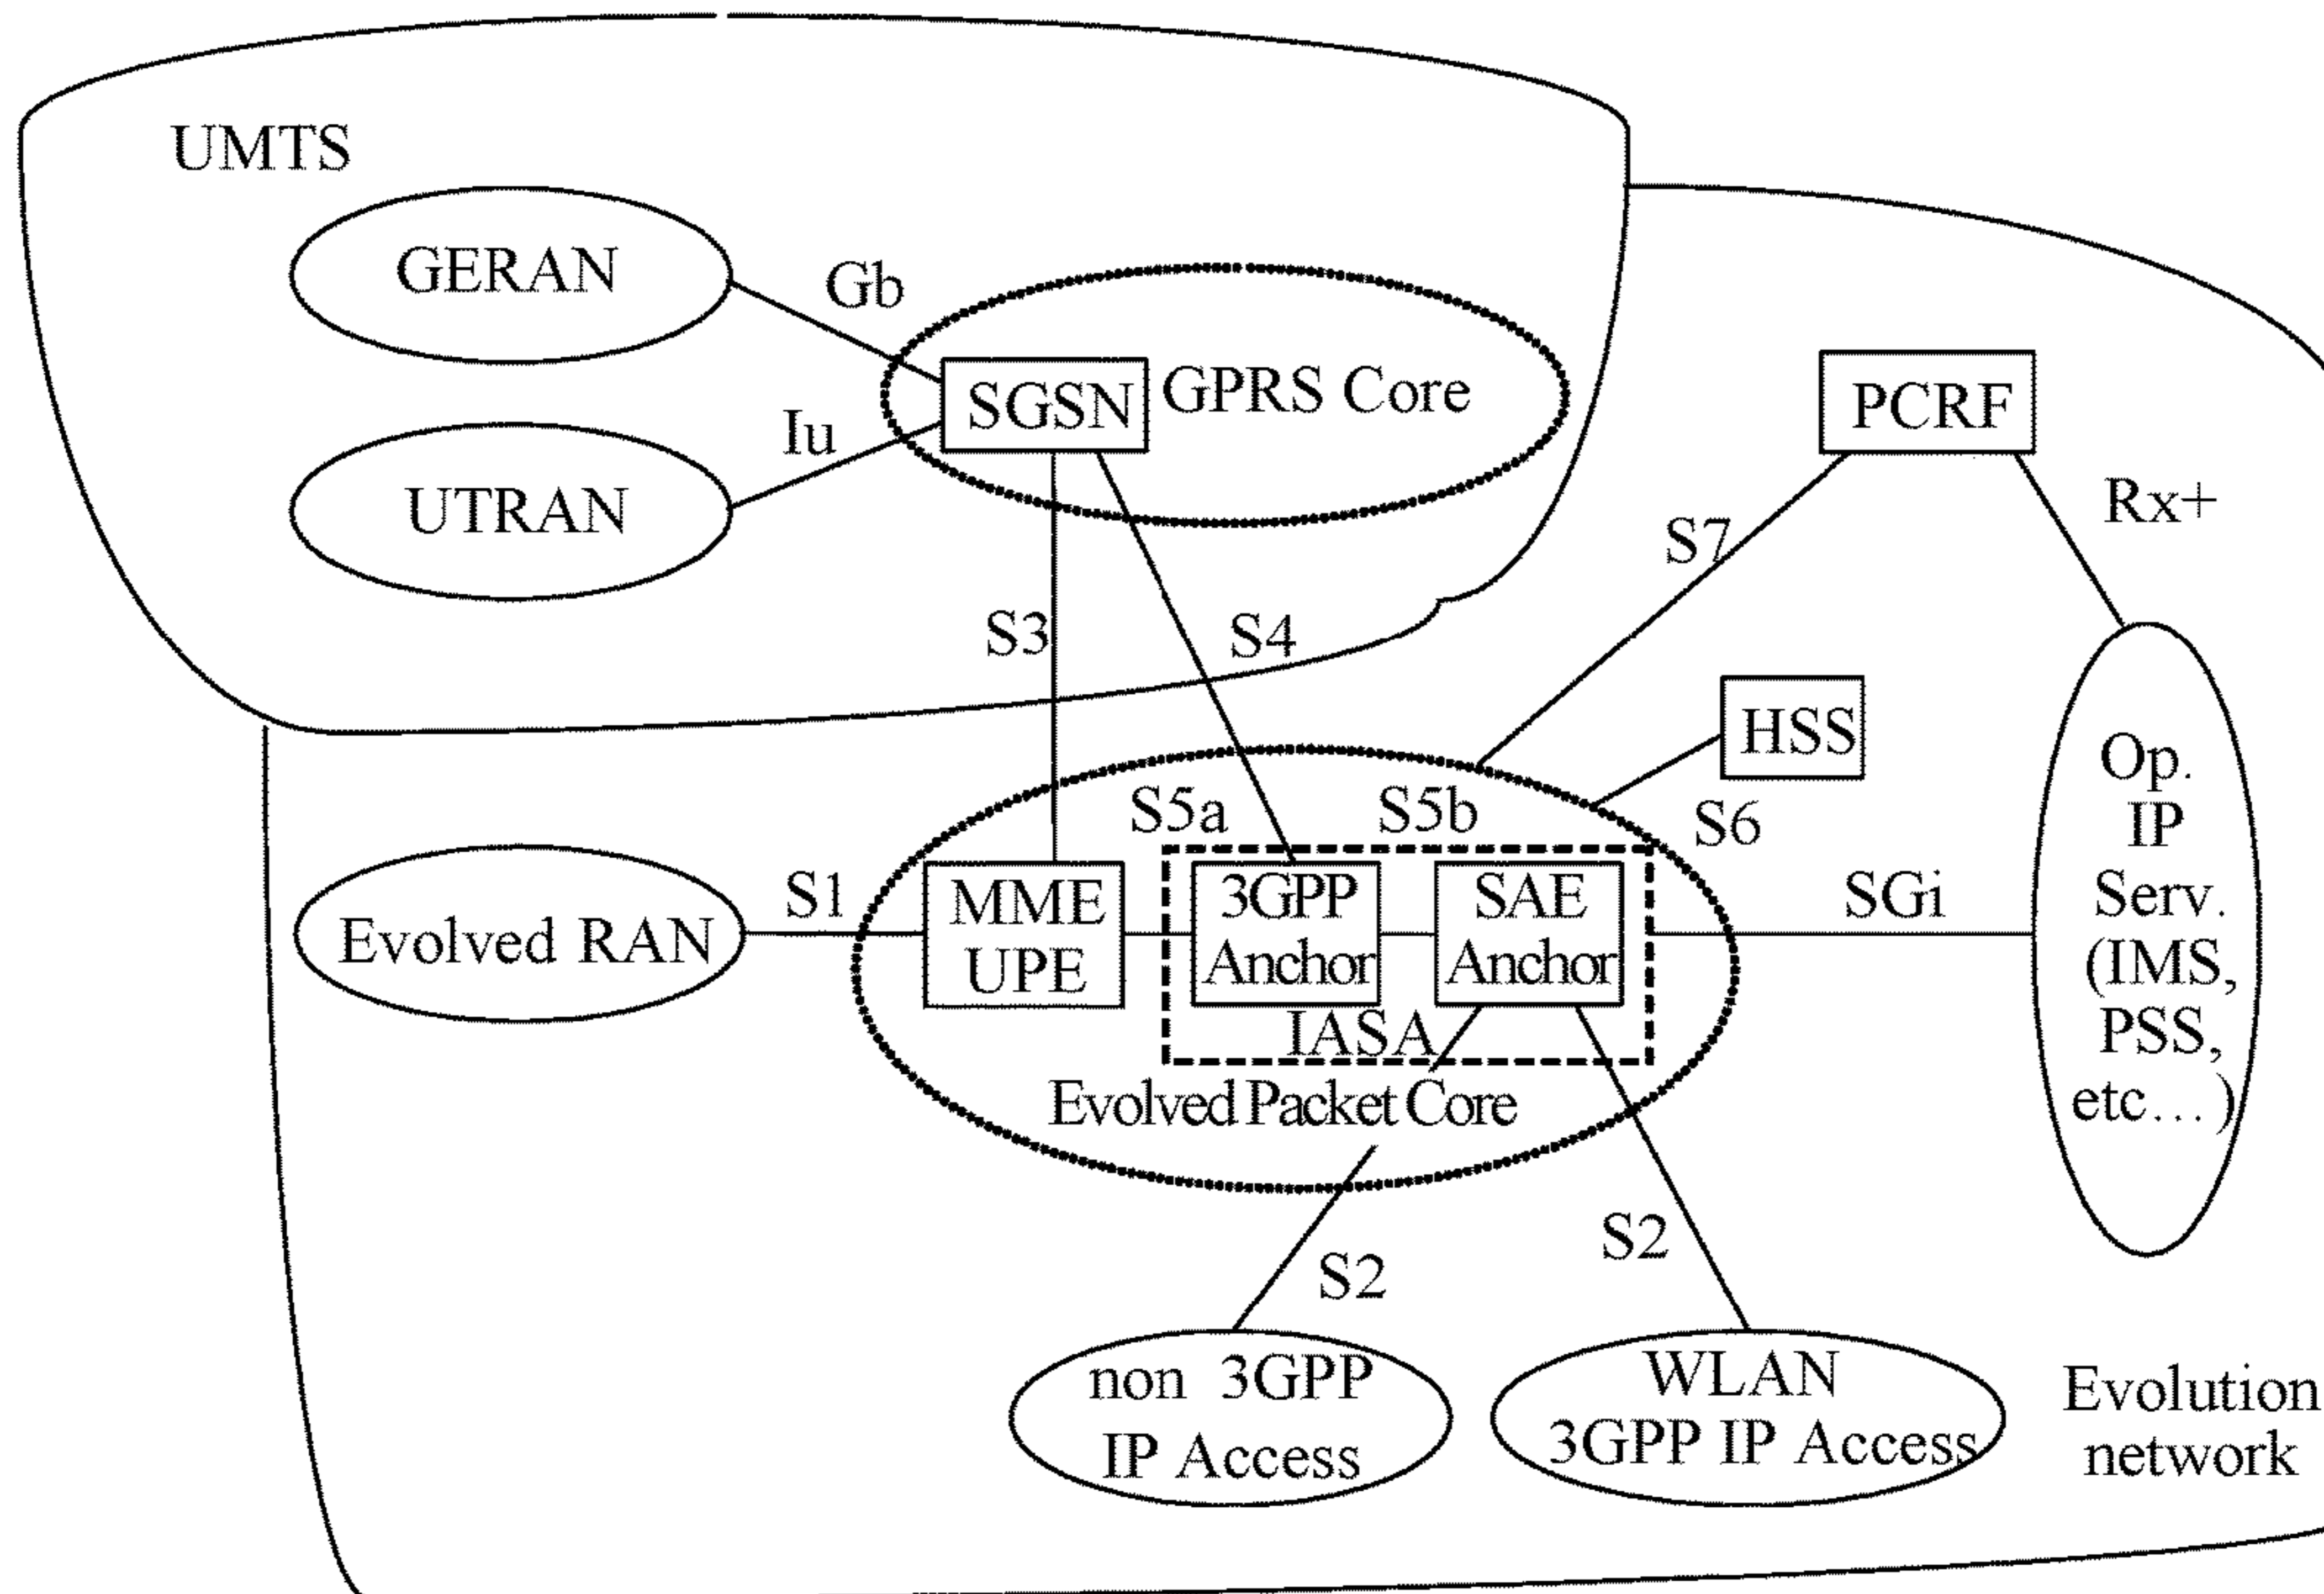 UMTS
GERAN
Gb
SGSN
GPRS Core
PCRF
Iu
UTRAN
Rx+
S7
S3
S4
HSS
Op.
IP
Serv.
(IMS,
PSS,
etc…)
S5a
S5b
S6
Evolved RAN
S1
MME
UPE
3GPP
Anchor
SAE
Anchor
SGi
IASA
Evolved Packet Core
S2
S2
non 3GPP
IP Access
WLAN
3GPP IP Access
Evolution
network